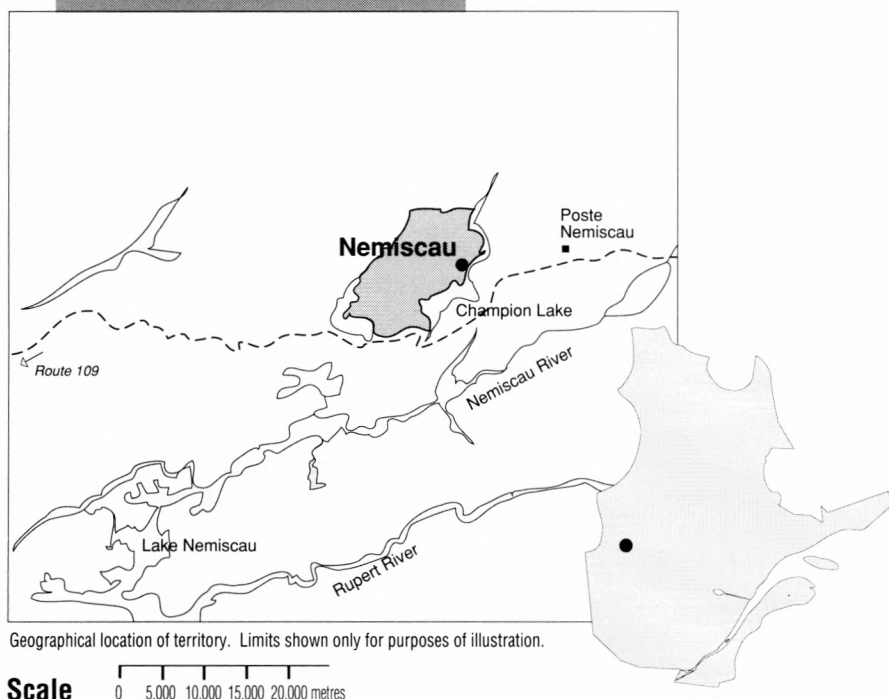 Poste
Nemiscau
Nemiscau
Champion Lake
Route 109
Nemiscau River
Lake Nemiscau
Rupert River
Geographical location of territory. Limits shown only for purposes of illustration.
Scale
0 5,000 10,000 15,000 20,000 metres